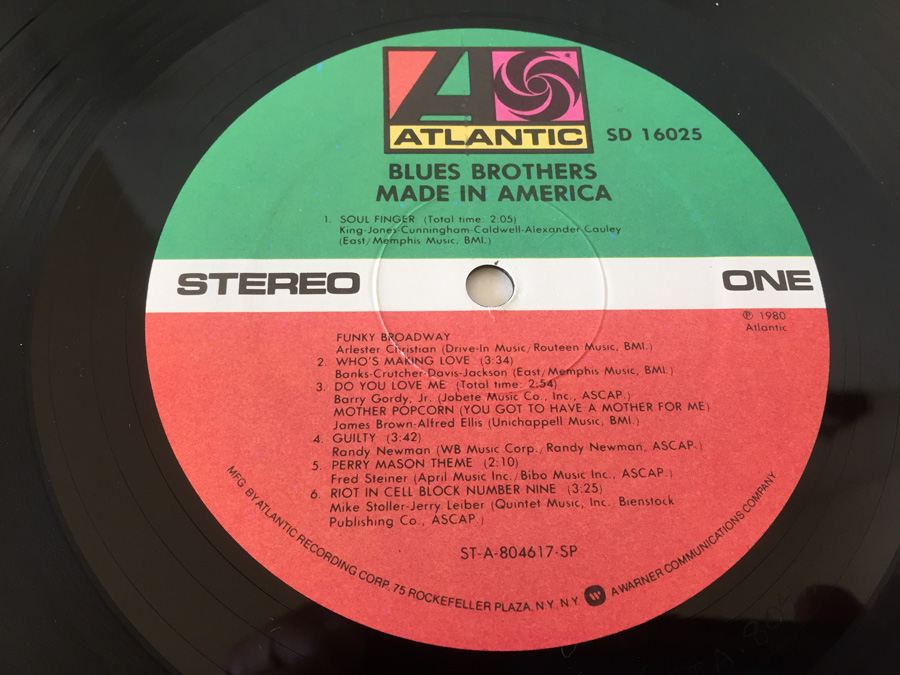 ATLANTIC
SD 16025
BLUES BROTHERS
MADE IN AMERICA
1. SOUL FINGER (Total time: 2:05)
King-Jones-Cunningham-Caldwell-Alexander-Cauley
(East/Memphis Music, BMI.)
STEREO
ONE
℗ 1980
Atlantic
FUNKY BROADWAY
Arlester Christian (Drive-In Music/Routeen Music, BMI.)
2. WHO'S MAKING LOVE (3:34)
Banks-Crutcher-Davis-Jackson (East/Memphis Music, BMI.)
3. DO YOU LOVE ME (Total time: 2:54)
Barry Gordy, Jr. (Jobete Music Co., Inc., ASCAP.)
MOTHER POPCORN (YOU GOT TO HAVE A MOTHER FOR ME)
James Brown-Alfred Ellis (Unichappell Music, BMI.)
4. GUILTY (3:42)
Randy Newman (WB Music Corp./Randy Newman, ASCAP.)
5. PERRY MASON THEME (2:10)
Fred Steiner (April Music Inc./Bibo Music Inc., ASCAP.)
6. RIOT IN CELL BLOCK NUMBER NINE (3:25)
Mike Stoller-Jerry Leiber (Quintet Music, Inc. Bienstock
Publishing Co., ASCAP.)
ST-A-804617-SP
MFG. BY ATLANTIC RECORDING CORP. 75 ROCKEFELLER PLAZA, N.Y. N.Y. A WARNER COMMUNICATIONS COMPANY